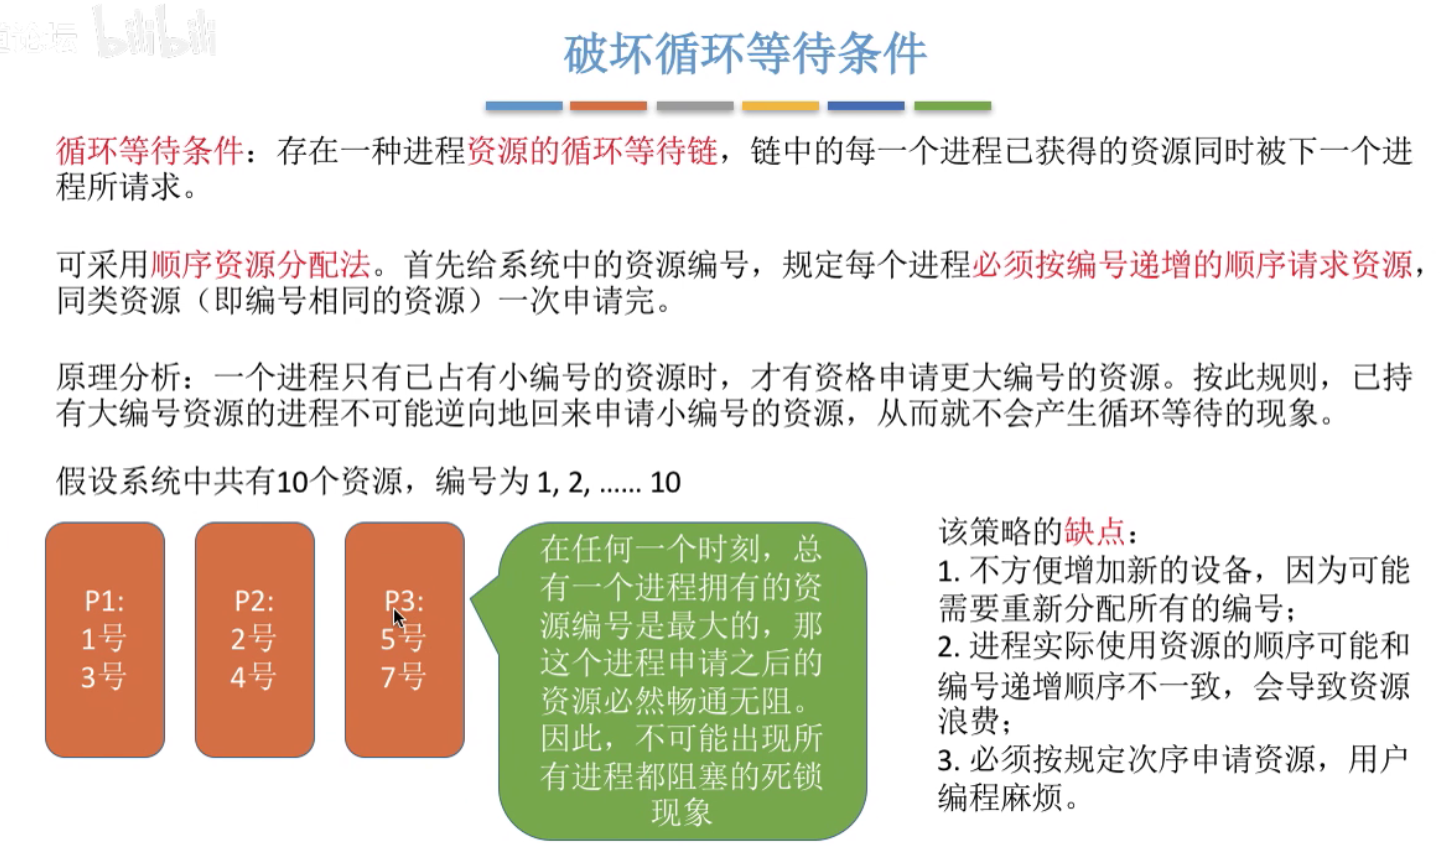 bilibili
破坏循环等待条件
循环等待条件：存在一种进程资源的循环等待链，链中的每一个进程已获得的资源同时被下一个进
程所请求。
可采用顺序资源分配法。首先给系统中的资源编号，规定每个进程必须按编号递增的顺序请求资源，
同类资源（即编号相同的资源）一次申请完。
原理分析：一个进程只有已占有小编号的资源时，才有资格申请更大编号的资源。按此规则，已持
有大编号资源的进程不可能逆向地回来申请小编号的资源，从而就不会产生循环等待的现象。
假设系统中共有10个资源，编号为 1, 2, …… 10
P1:
1号
3号
P2:
2号
4号
P3:
5号
7号
在任何一个时刻，总
有一个进程拥有的资
源编号是最大的，那
这个进程申请之后的
资源必然畅通无阻。
因此，不可能出现所
有进程都阻塞的死锁
现象
该策略的缺点：
1. 不方便增加新的设备，因为可能
需要重新分配所有的编号；
2. 进程实际使用资源的顺序可能和
编号递增顺序不一致，会导致资源
浪费；
3. 必须按规定次序申请资源，用户
编程麻烦。